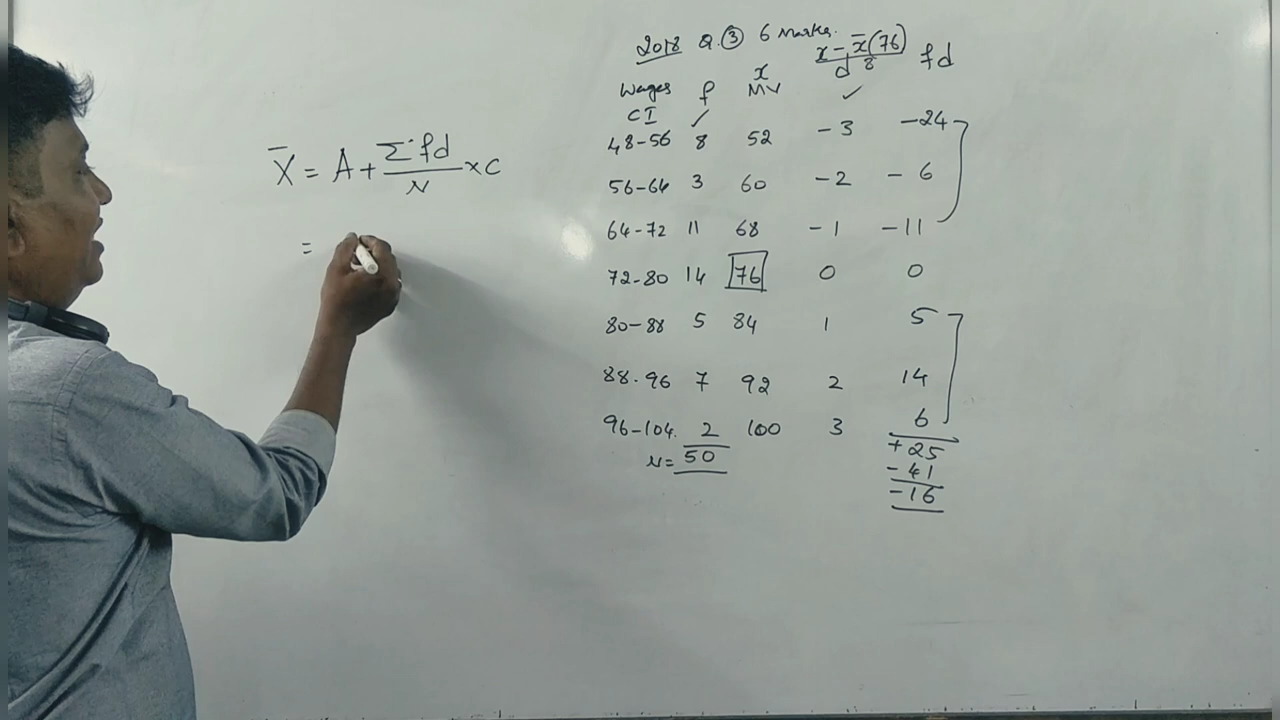 2018 Q.③ 6 Marks.
x̄ = A + Σfd/N × C
=
Wages CI f x MV x - x̄(76)/8 d fd
48-56 8 52 -3 -24
56-64 3 60 -2 -6
64-72 11 68 -1 -11
72-80 14 76 0 0
80-88 5 84 1 5
88-96 7 92 2 14
96-104. 2 100 3 6
N= 50 +25
-41
-16